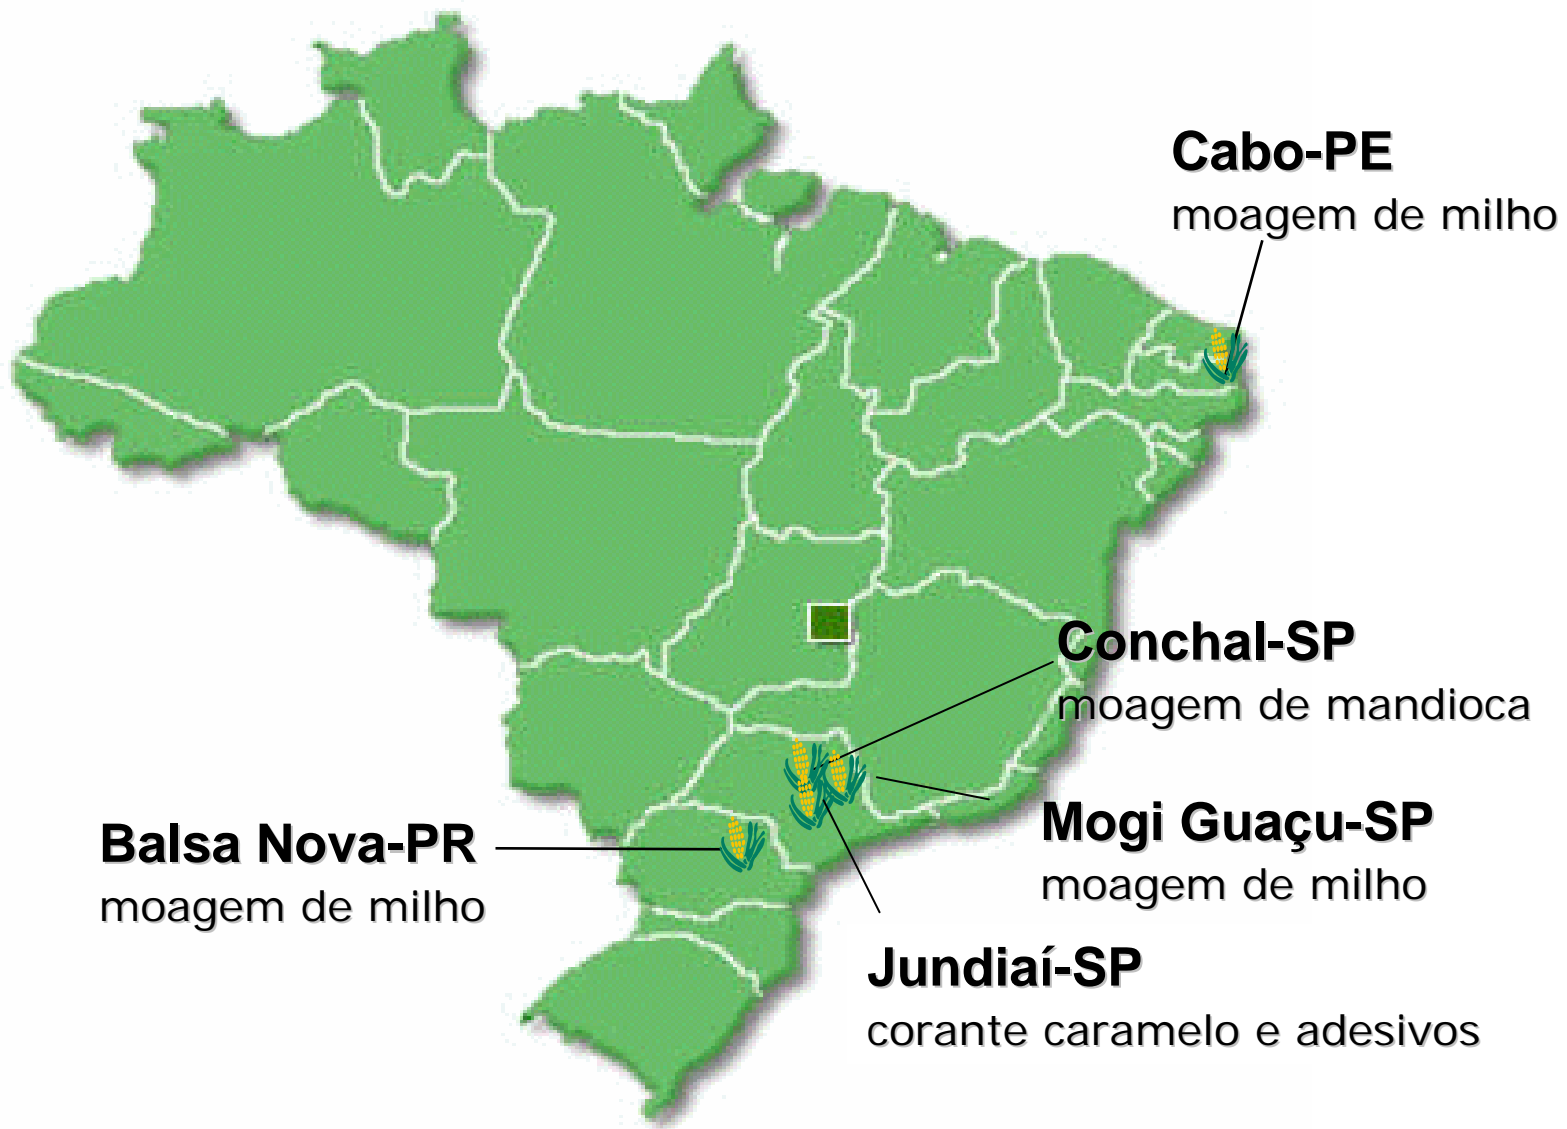 Cabo-PE
moagem de milho
Conchal-SP
moagem de mandioca
Mogi Guaçu-SP
moagem de milho
Balsa Nova-PR
moagem de milho
Jundiaí-SP
corante caramelo e adesivos